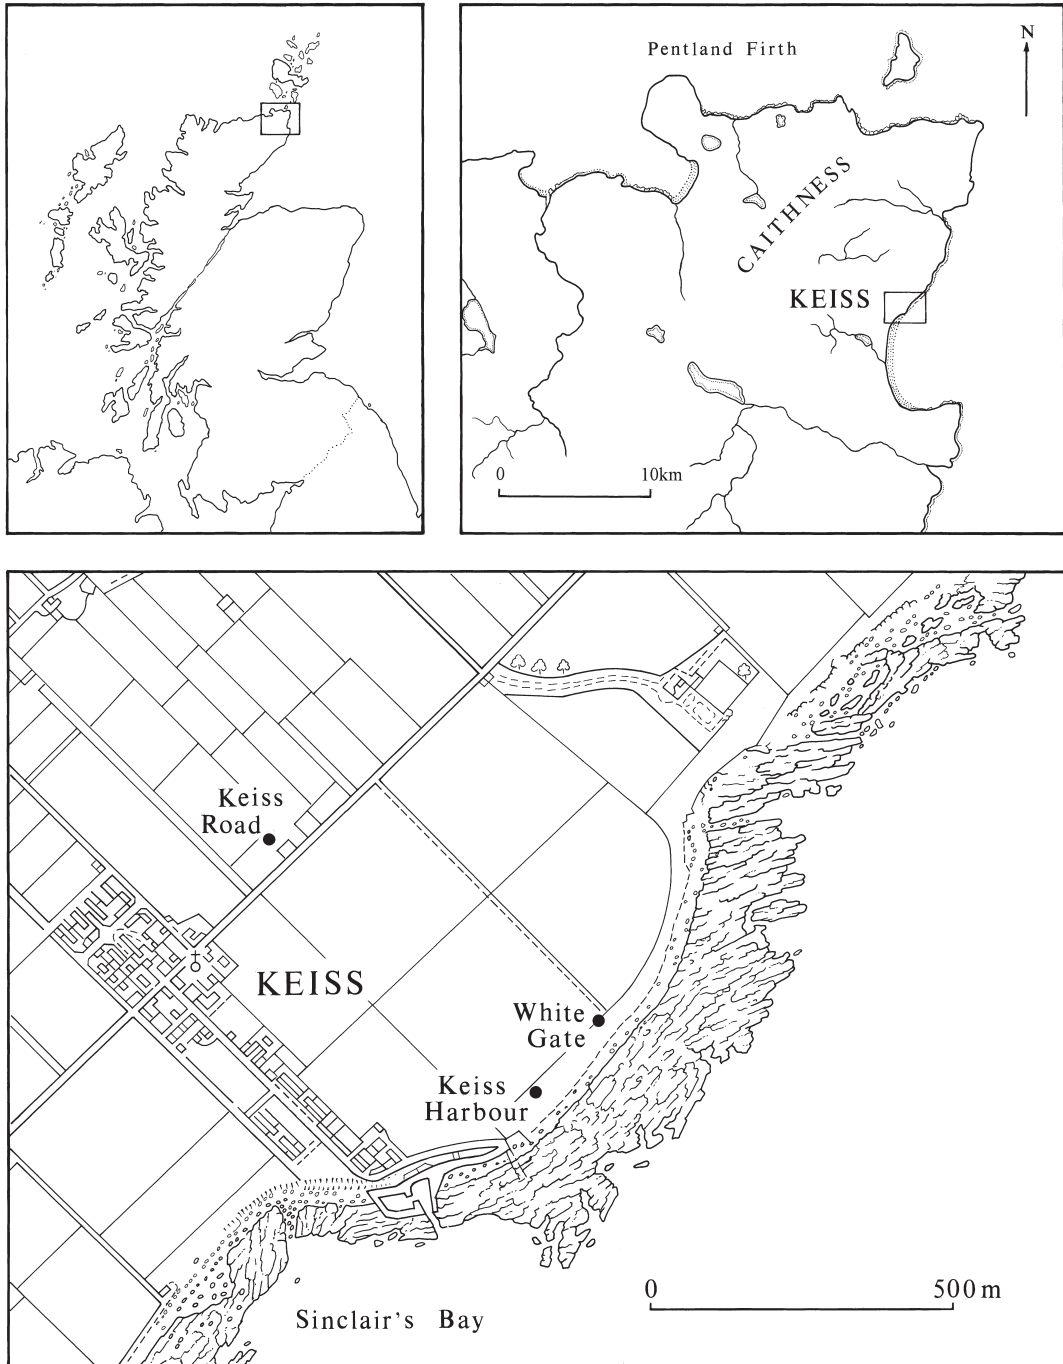 Pentland Firth
N
CAITHNESS
KEISS
0 10km
Keiss
Road
KEISS
White
Gate
Keiss
Harbour
0 500 m
Sinclair's Bay